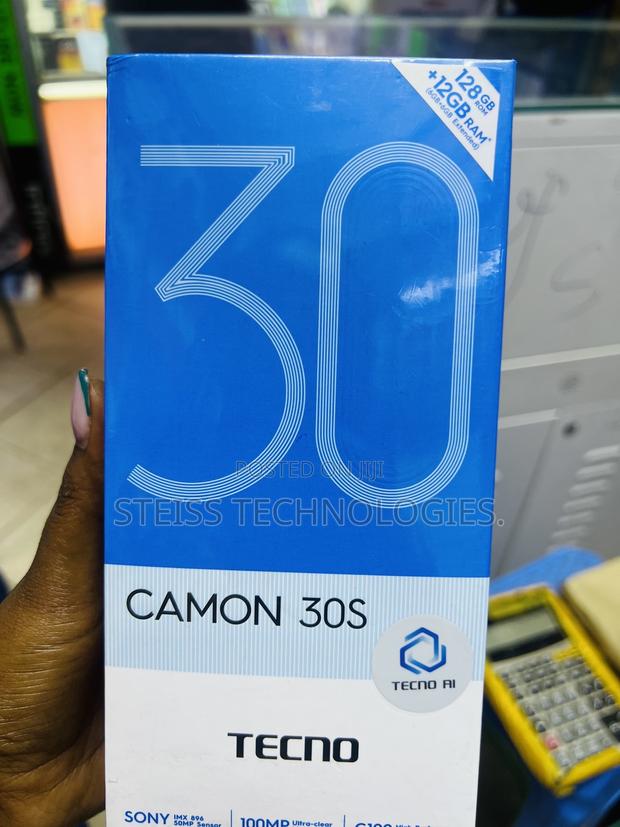 128GB ROM
+12GB RAM*
(6GB+6GB Extended)
30
POSTED ON JIJI
STEISS TECHNOLOGIES.
CAMON 30S
TECNO AI
TECNO
SONY IMX 896 50MP Sensor
100MP Ultra-clear